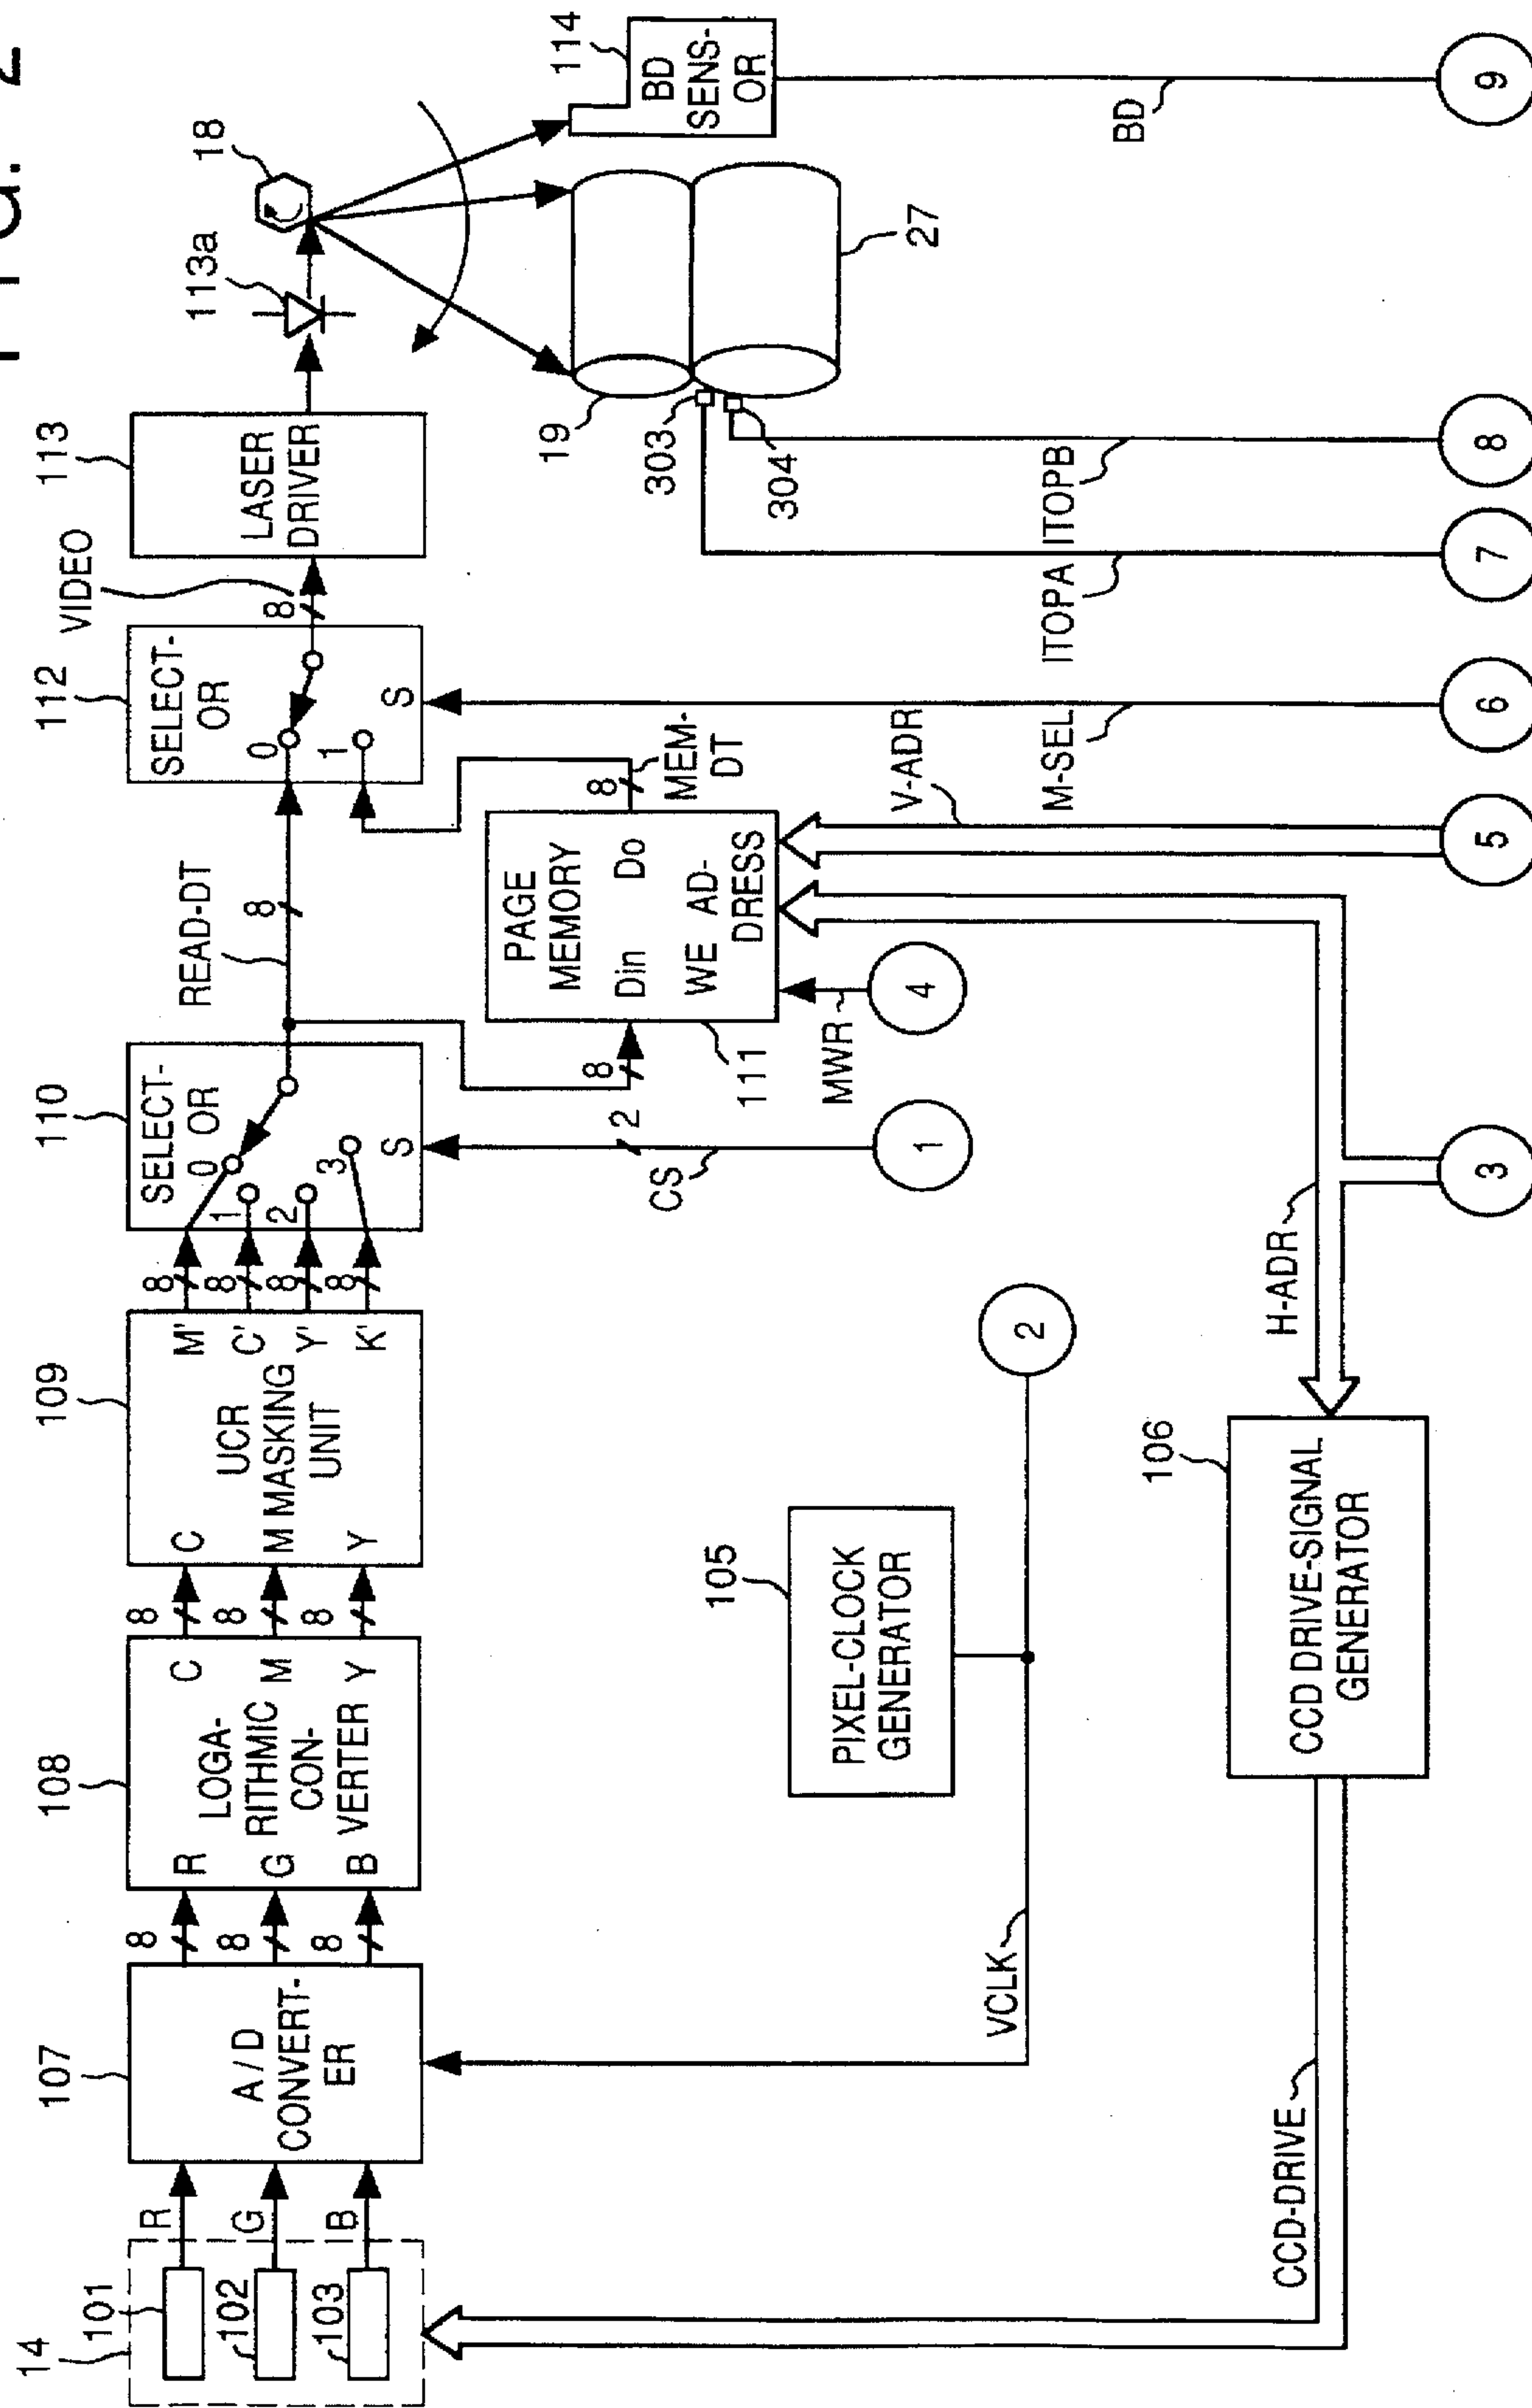 FIG. 2
14
101
102
103
R
G
B
107
A/D
CONVERT-
ER
8
8
8
108
R
G
B
LOGA-
RITHMIC
CON-
VERTER
C
M
Y
8
8
8
109
C
M
Y
UCR
MASKING
UNIT
M'
C'
Y'
K'
8
8
8
8
110
SELECT-
OR
0
1
2
3
S
2
CS
1
READ-DT
8
8
111
PAGE
MEMORY
Din
Do
WE
AD-
DRESS
8
MEM-
DT
MWR
4
112
SELECT-
OR
0
1
S
8
VIDEO
113
LASER
DRIVER
113a
18
114
BD
SENS-
OR
19
27
303
304
105
PIXEL-CLOCK
GENERATOR
VCLK
2
106
CCD DRIVE-SIGNAL
GENERATOR
CCD-DRIVE
H-ADR
3
V-ADR
5
M-SEL
6
ITOPA
7
ITOPB
8
BD
9